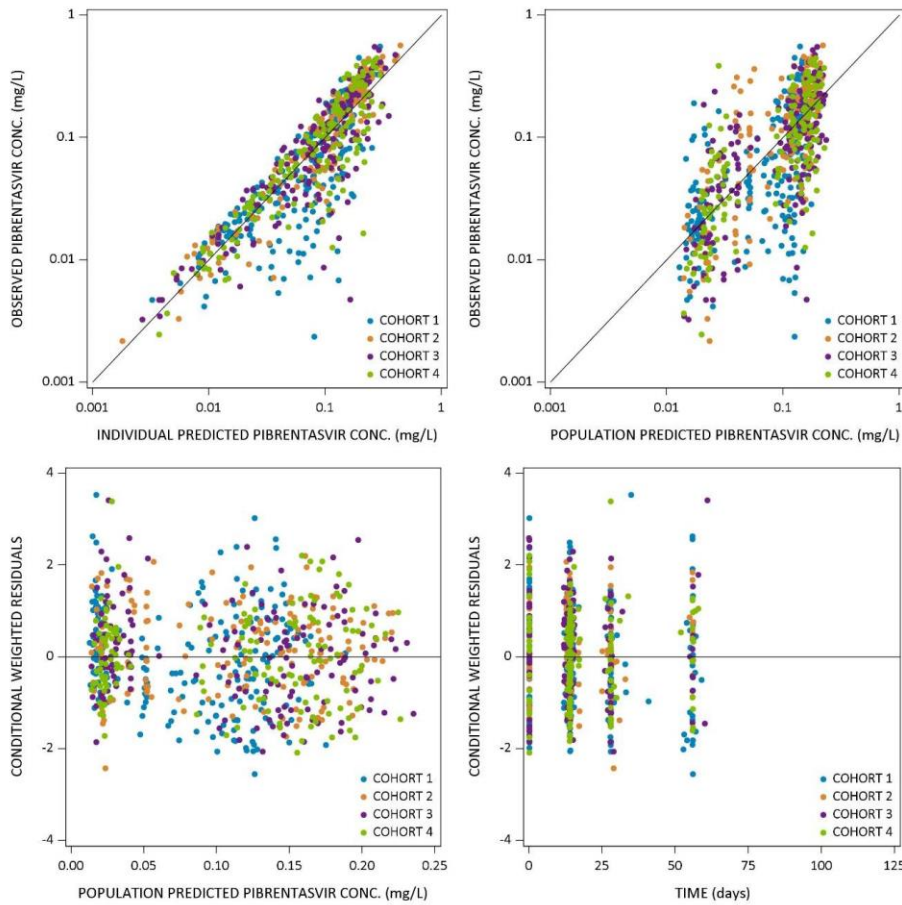 OBSERVED PIBRENTASVIR CONC. (mg/L)
1
0.1
0.01
0.001
COHORT 1
COHORT 2
COHORT 3
COHORT 4
0.001 0.01 0.1 1
INDIVIDUAL PREDICTED PIBRENTASVIR CONC. (mg/L)
OBSERVED PIBRENTASVIR CONC. (mg/L)
1
0.1
0.01
0.001
COHORT 1
COHORT 2
COHORT 3
COHORT 4
0.001 0.01 0.1 1
POPULATION PREDICTED PIBRENTASVIR CONC. (mg/L)
CONDITIONAL WEIGHTED RESIDUALS
4
2
0
-2
-4
COHORT 1
COHORT 2
COHORT 3
COHORT 4
0.00 0.05 0.10 0.15 0.20 0.25
POPULATION PREDICTED PIBRENTASVIR CONC. (mg/L)
CONDITIONAL WEIGHTED RESIDUALS
4
2
0
-2
-4
COHORT 1
COHORT 2
COHORT 3
COHORT 4
0 25 50 75 100 125
TIME (days)